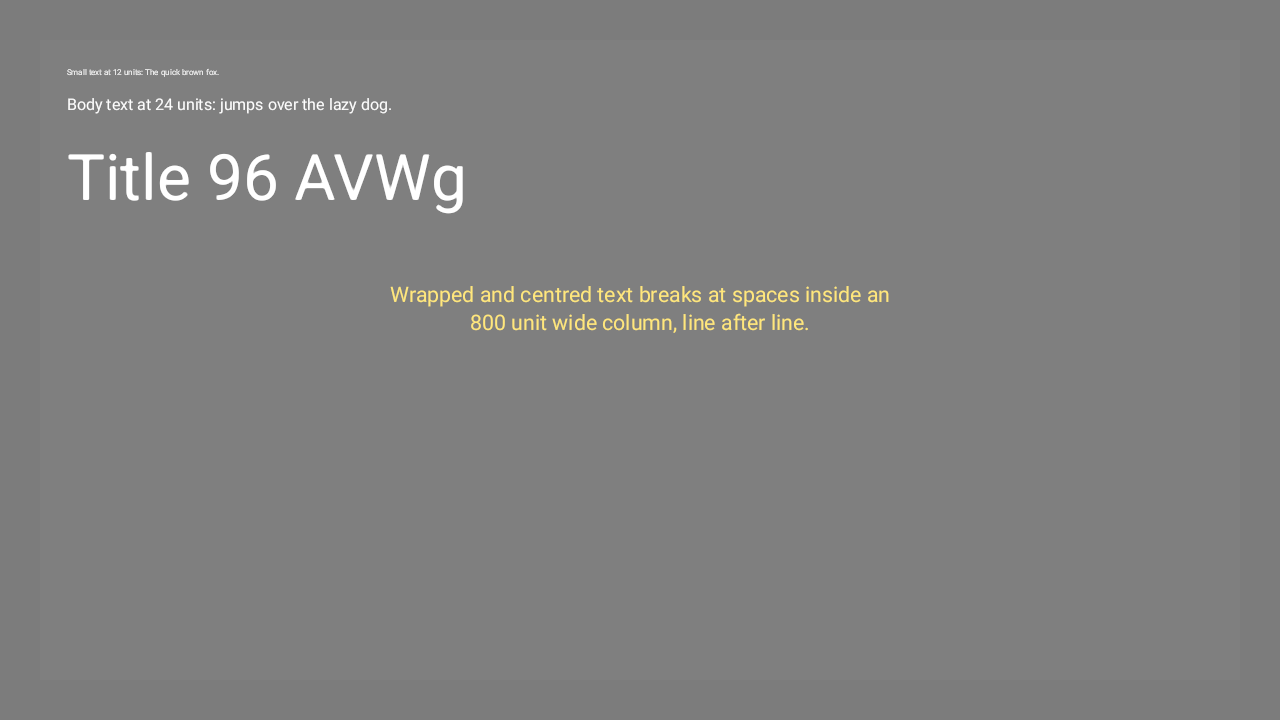 Small text at 12 units: The quick brown fox.
Body text at 24 units: jumps over the lazy dog.
Title 96 AVWg
Wrapped and centred text breaks at spaces inside an
800 unit wide column, line after line.